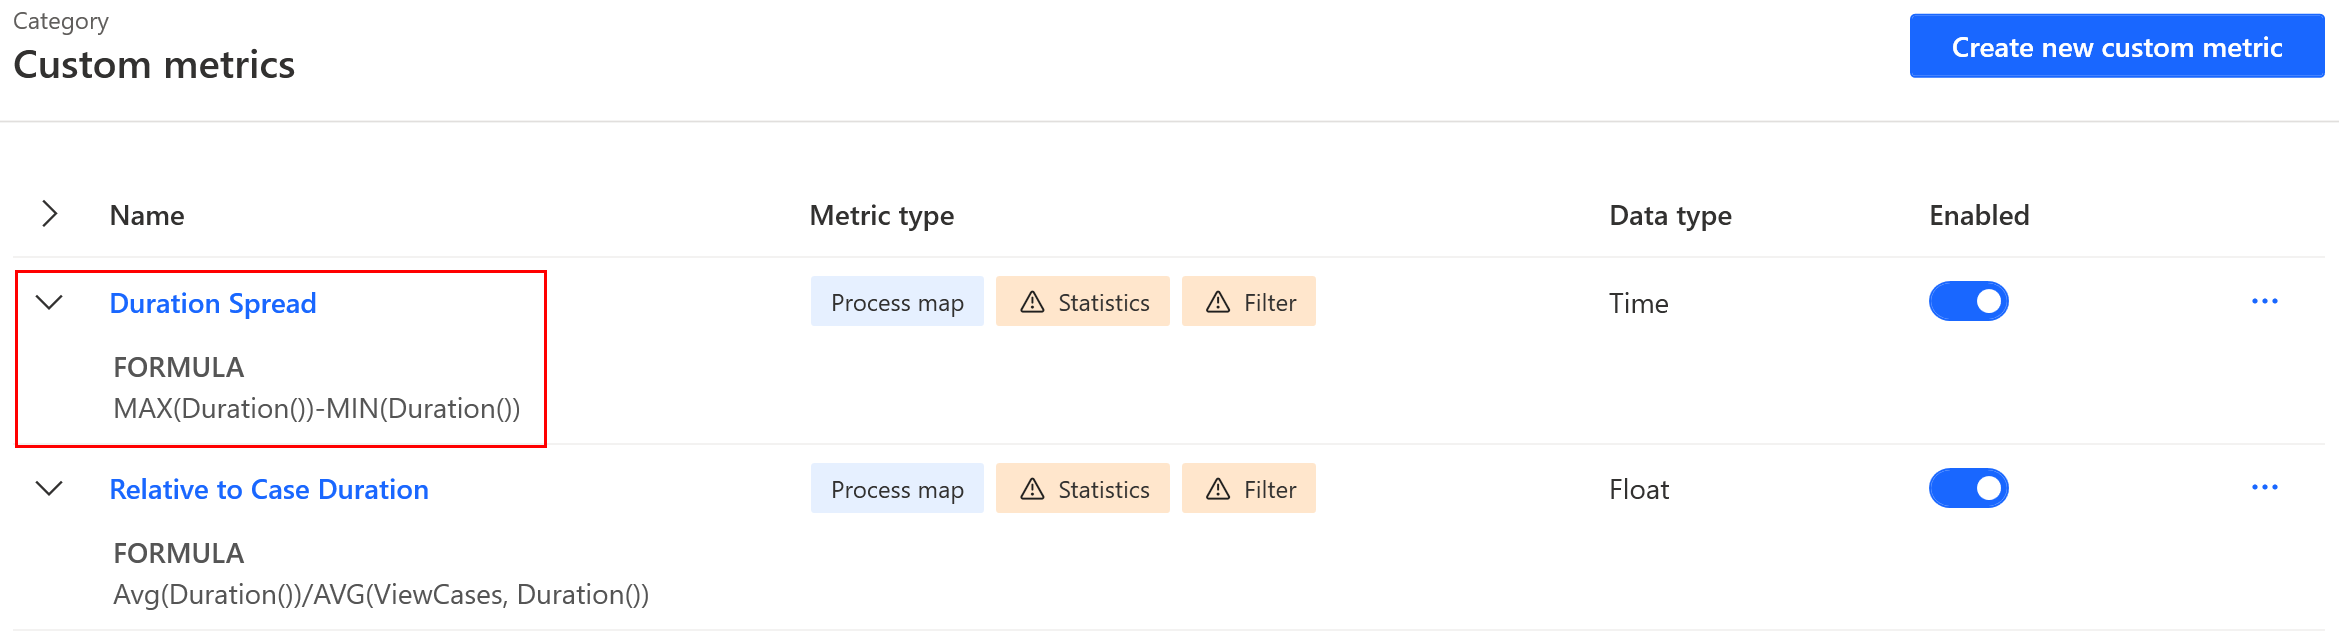 Category
Custom metrics
Create new custom metric
Name Metric type Data type Enabled
Duration Spread Process map Statistics Filter Time
FORMULA
MAX(Duration())-MIN(Duration())
Relative to Case Duration Process map Statistics Filter Float
FORMULA
Avg(Duration())/AVG(ViewCases, Duration())